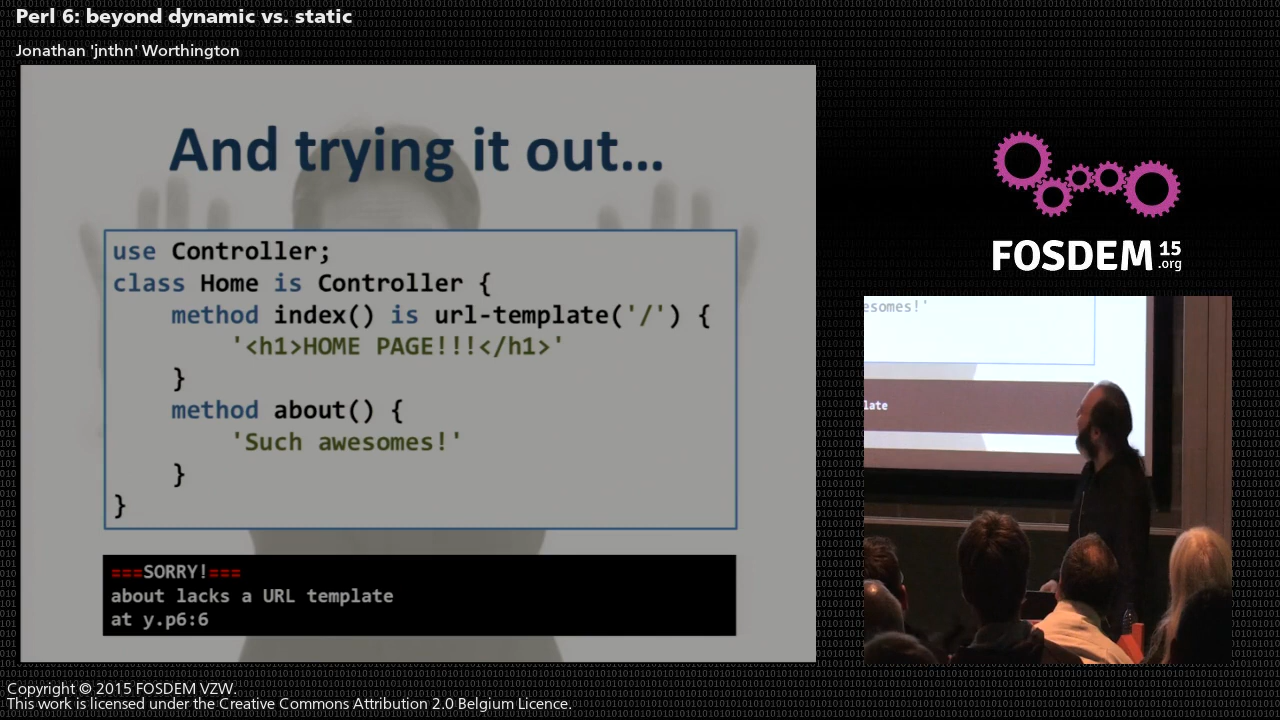 Perl 6: beyond dynamic vs. static
Jonathan 'jnthn' Worthington
And trying it out...
use Controller;
class Home is Controller {
    method index() is url-template('/') {
        '<h1>HOME PAGE!!!</h1>'
    }
    method about() {
        'Such awesomes!'
    }
}
===SORRY!===
about lacks a URL template
at y.p6:6
FOSDEM 15
.org
esomes!'
late
Copyright © 2015 FOSDEM VZW.
This work is licensed under the Creative Commons Attribution 2.0 Belgium Licence.